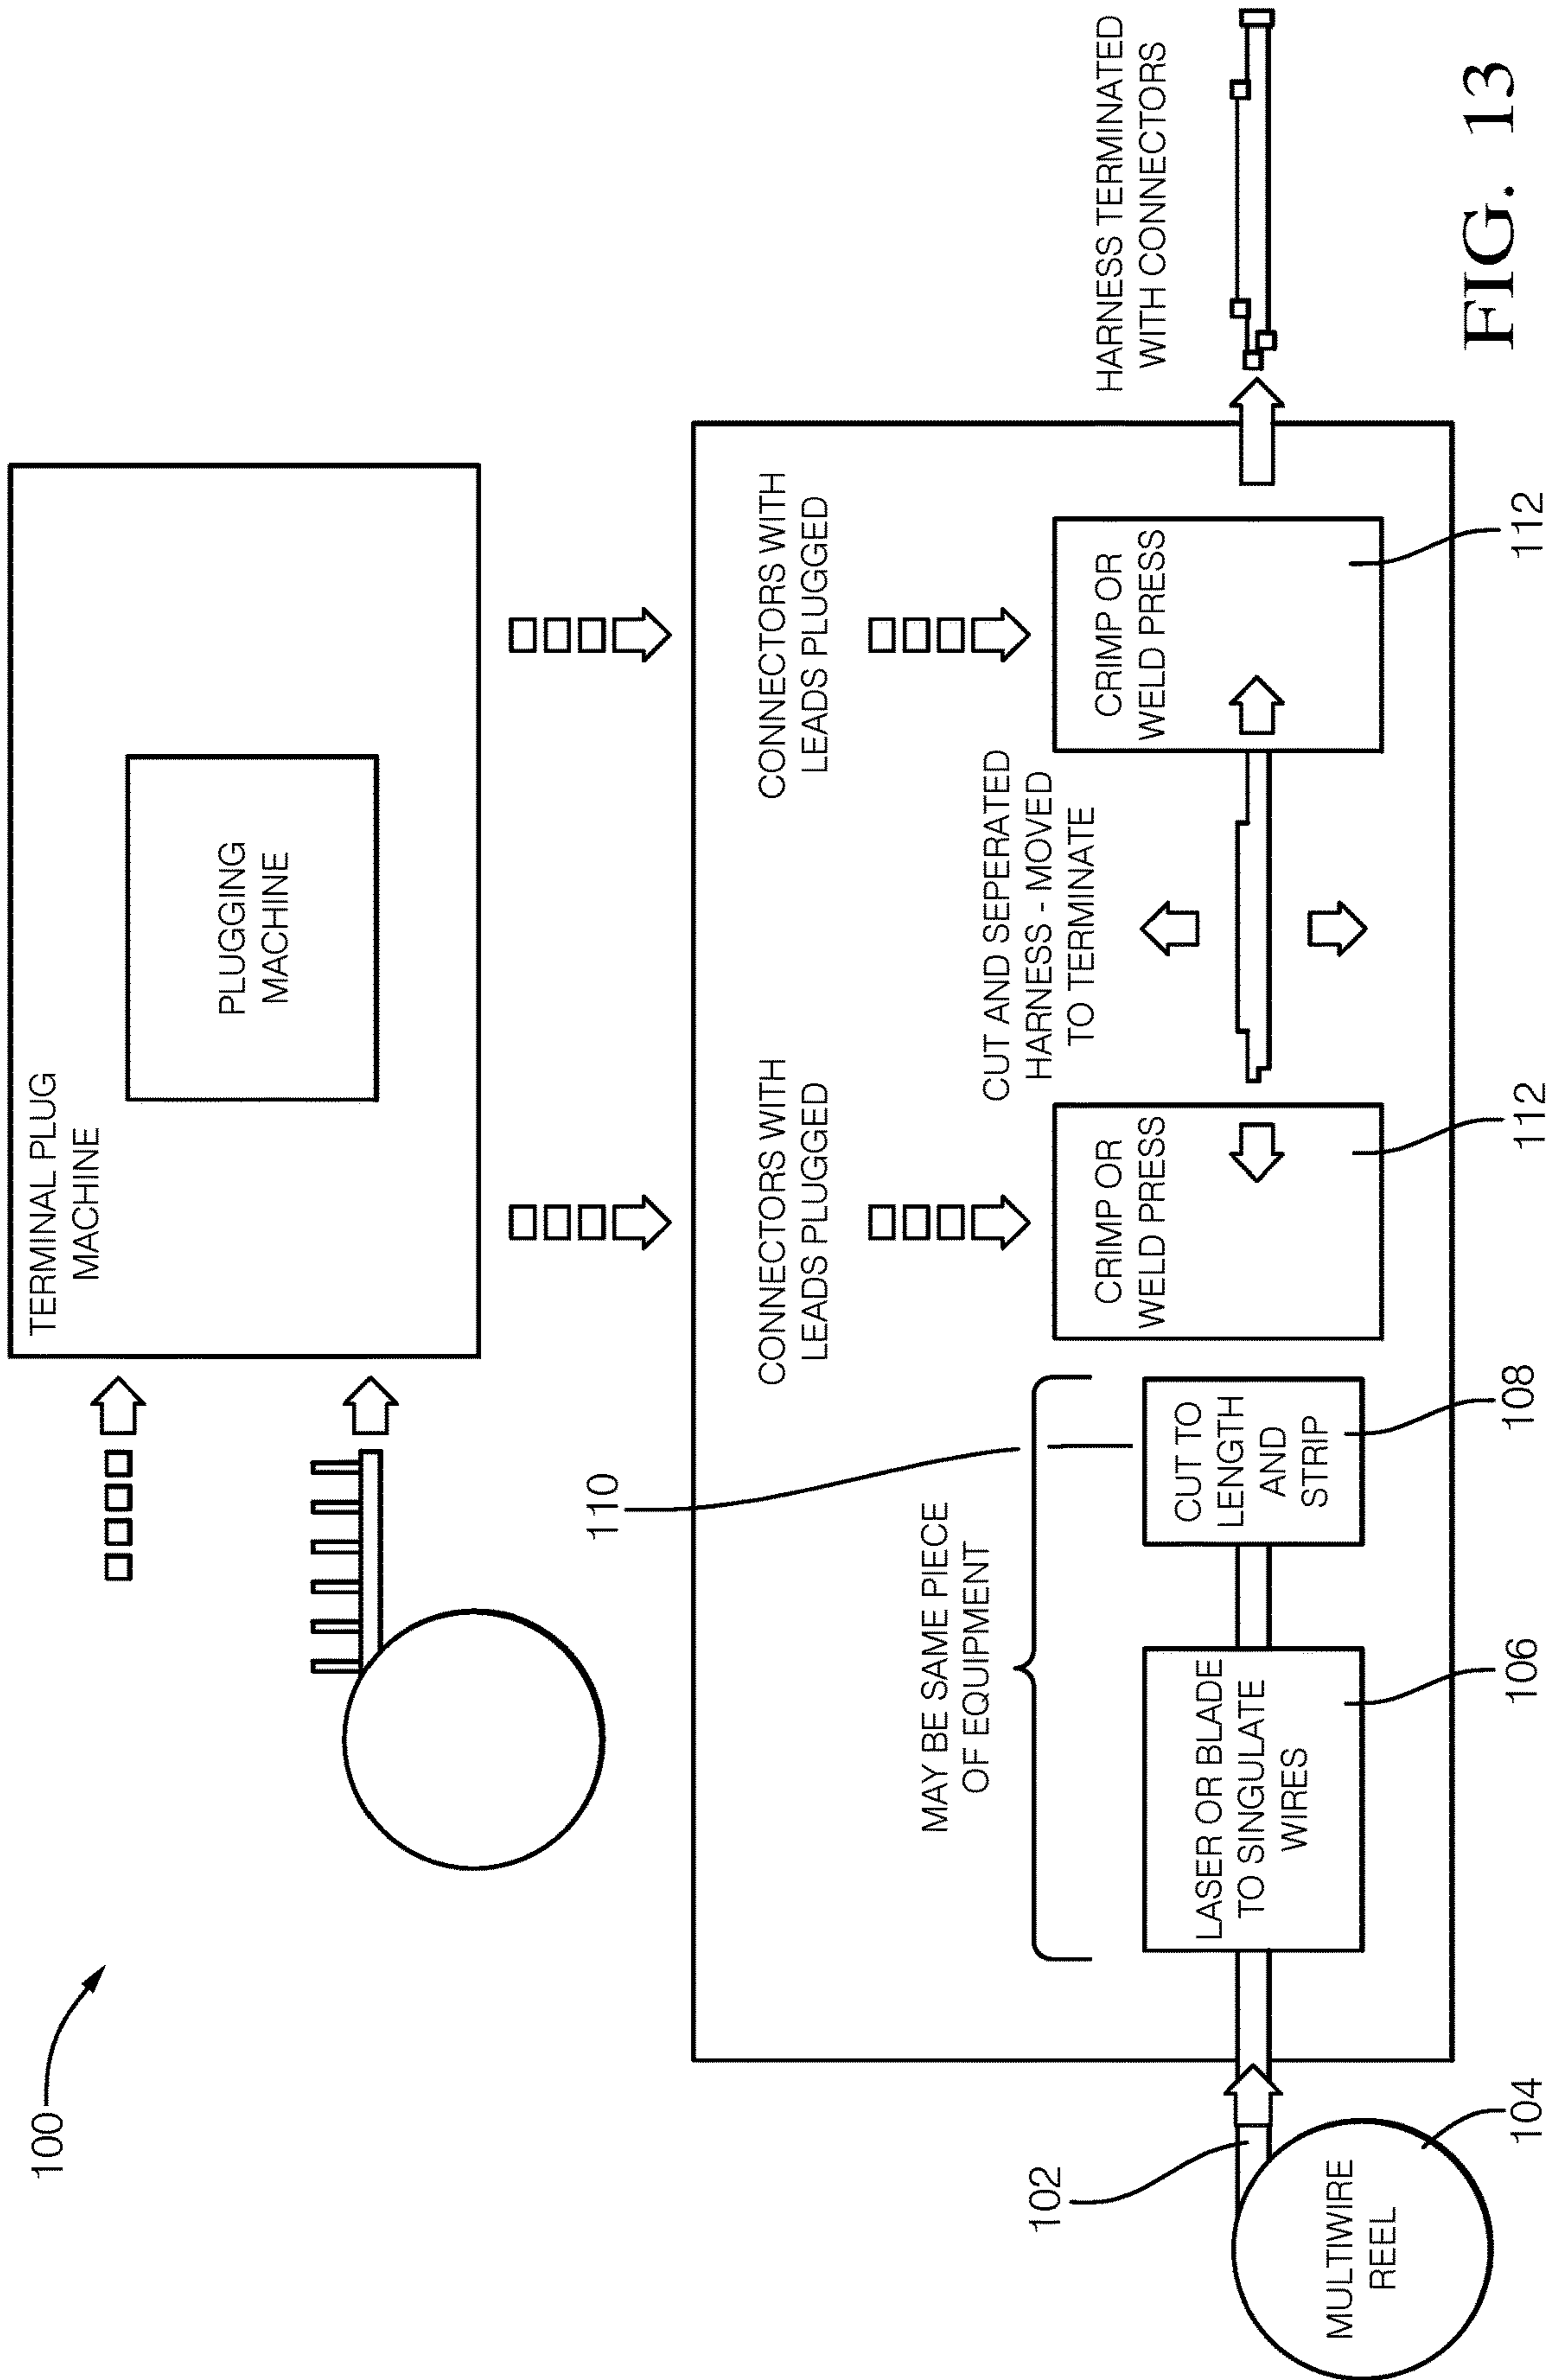 100
TERMINAL PLUG
MACHINE
PLUGGING
MACHINE
110
CONNECTORS WITH
LEADS PLUGGED
CONNECTORS WITH
LEADS PLUGGED
MAY BE SAME PIECE
OF EQUIPMENT
CUT AND SEPERATED
HARNESS - MOVED
TO TERMINATE
HARNESS TERMINATED
WITH CONNECTORS
102
MULTIWIRE
REEL
104
LASER OR BLADE
TO SINGULATE
WIRES
106
CUT TO
LENGTH
AND
STRIP
108
CRIMP OR
WELD PRESS
112
CRIMP OR
WELD PRESS
112
FIG. 13